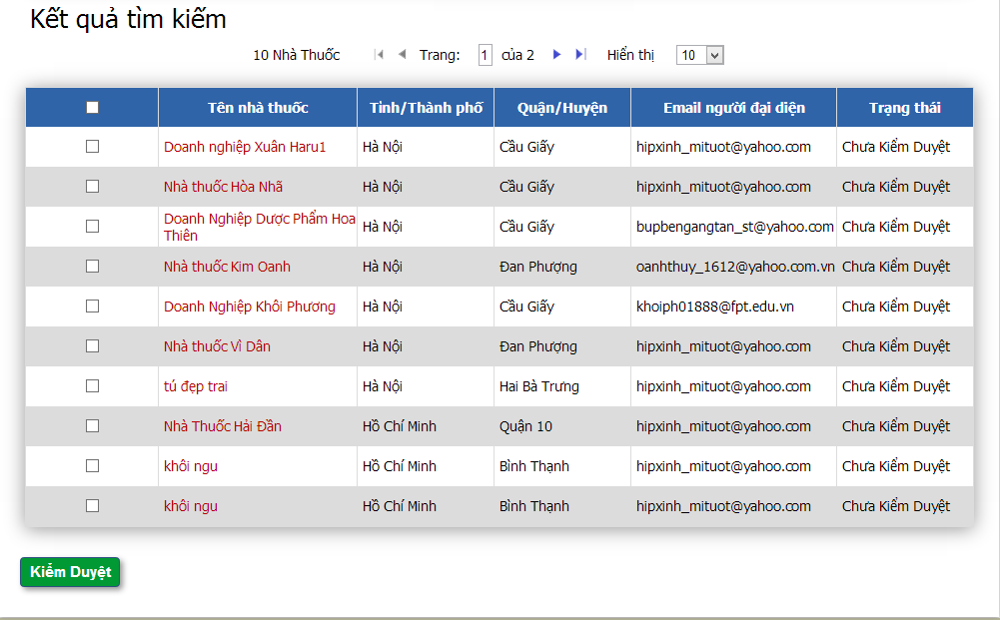 Kết quả tìm kiếm
10 Nhà Thuốc Trang: 1 của 2 Hiển thị 10
Tên nhà thuốc Tỉnh/Thành phố Quận/Huyện Email người đại diện Trạng thái
Doanh nghiệp Xuân Haru1 Hà Nội Cầu Giấy hipxinh_mituot@yahoo.com Chưa Kiểm Duyệt
Nhà thuốc Hòa Nhã Hà Nội Cầu Giấy hipxinh_mituot@yahoo.com Chưa Kiểm Duyệt
Doanh Nghiệp Dược Phẩm Hoa
Thiên Hà Nội Cầu Giấy bupbengangtan_st@yahoo.com Chưa Kiểm Duyệt
Nhà thuốc Kim Oanh Hà Nội Đan Phượng oanhthuy_1612@yahoo.com.vn Chưa Kiểm Duyệt
Doanh Nghiệp Khôi Phương Hà Nội Cầu Giấy khoiph01888@fpt.edu.vn Chưa Kiểm Duyệt
Nhà thuốc Vì Dân Hà Nội Đan Phượng hipxinh_mituot@yahoo.com Chưa Kiểm Duyệt
tú đẹp trai Hà Nội Hai Bà Trưng hipxinh_mituot@yahoo.com Chưa Kiểm Duyệt
Nhà Thuốc Hải Đần Hồ Chí Minh Quận 10 hipxinh_mituot@yahoo.com Chưa Kiểm Duyệt
khôi ngu Hồ Chí Minh Bình Thạnh hipxinh_mituot@yahoo.com Chưa Kiểm Duyệt
khôi ngu Hồ Chí Minh Bình Thạnh hipxinh_mituot@yahoo.com Chưa Kiểm Duyệt
Kiểm Duyệt